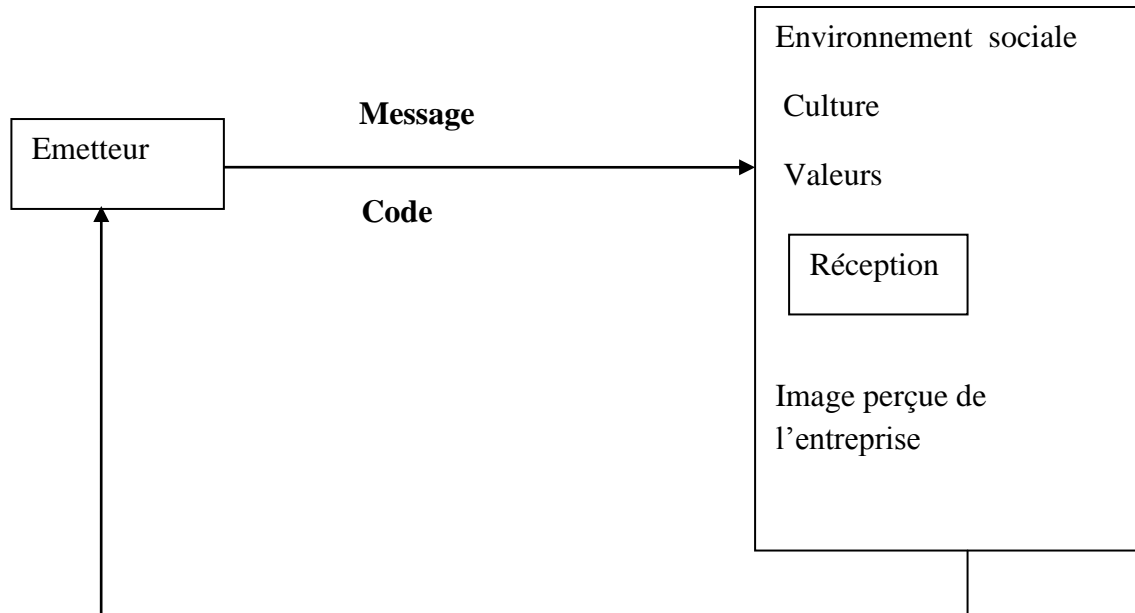 Emetteur
Message
Code
Environnement sociale
Culture
Valeurs
Réception
Image perçue de
l’entreprise